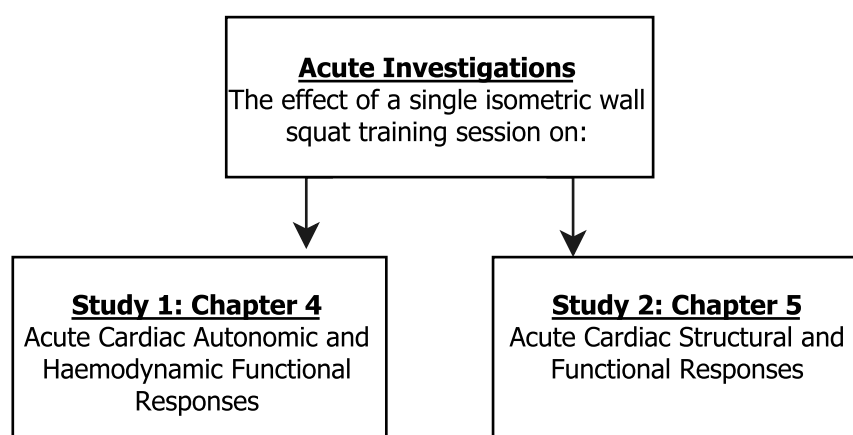 Acute Investigations
The effect of a single isometric wall
squat training session on:
Study 1: Chapter 4
Acute Cardiac Autonomic and
Haemodynamic Functional
Responses
Study 2: Chapter 5
Acute Cardiac Structural and
Functional Responses